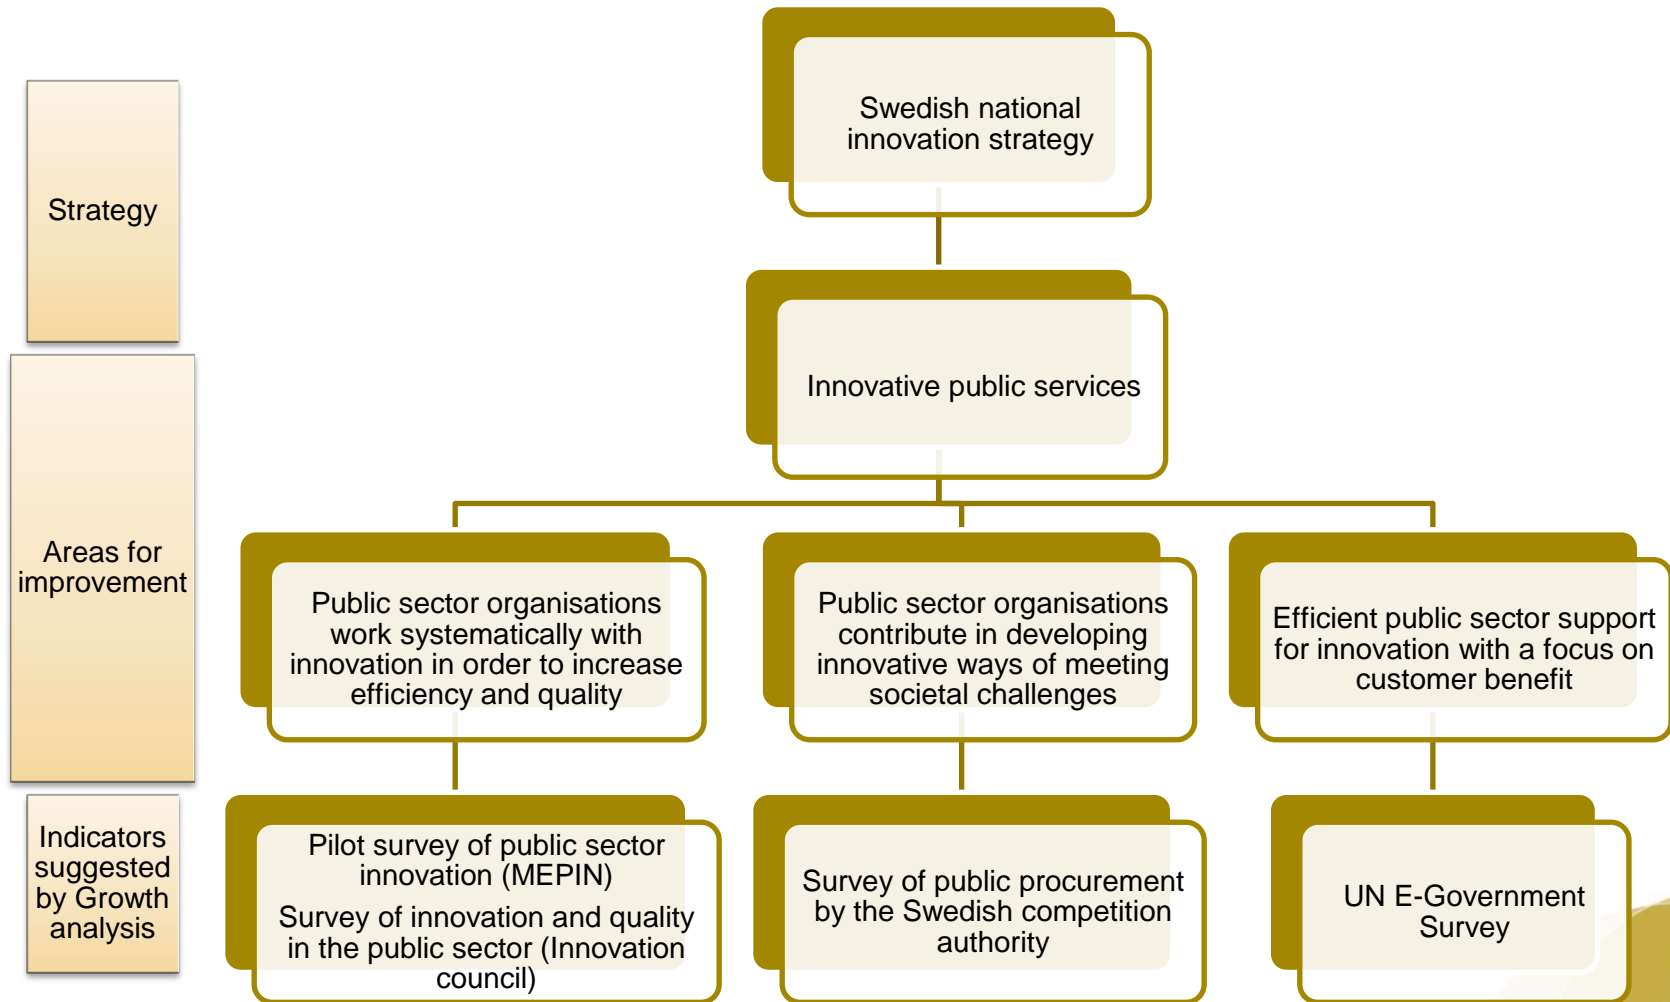 Swedish national
innovation strategy
Strategy
Innovative public services
Areas for
improvement
Public sector organisations
work systematically with
innovation in order to increase
efficiency and quality
Public sector organisations
contribute in developing
innovative ways of meeting
societal challenges
Efficient public sector support
for innovation with a focus on
customer benefit
Indicators
suggested
by Growth
analysis
Pilot survey of public sector
innovation (MEPIN)
Survey of innovation and quality
in the public sector (Innovation
council)
Survey of public procurement
by the Swedish competition
authority
UN E-Government
Survey